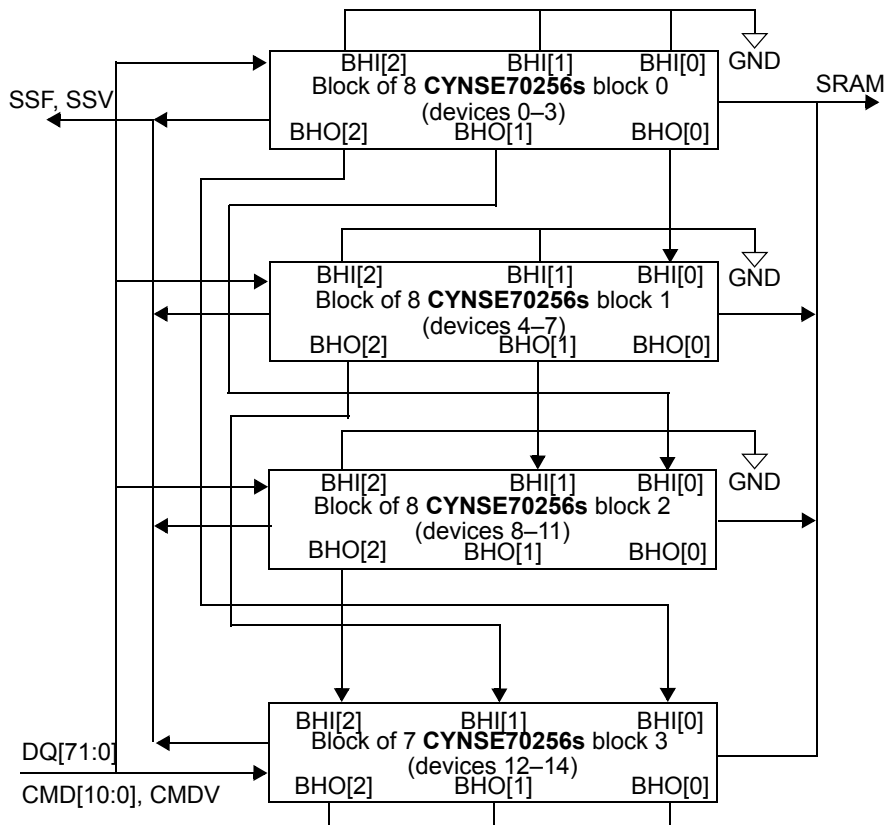 BHI[2] BHI[1] BHI[0] GND
Block of 8 CYNSE70256s block 0
(devices 0–3)
SSF, SSV
SRAM
BHO[2] BHO[1] BHO[0]
BHI[2] BHI[1] BHI[0] GND
Block of 8 CYNSE70256s block 1
(devices 4–7)
BHO[2] BHO[1] BHO[0]
BHI[2] BHI[1] BHI[0] GND
Block of 8 CYNSE70256s block 2
(devices 8–11)
BHO[2] BHO[1] BHO[0]
BHI[2] BHI[1] BHI[0]
Block of 7 CYNSE70256s block 3
(devices 12–14)
DQ[71:0]
BHO[2] BHO[1] BHO[0]
CMD[10:0], CMDV